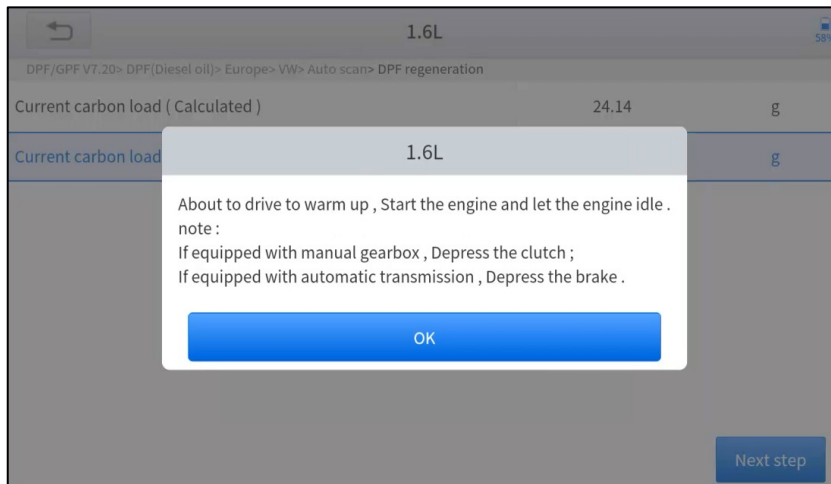 1.6L
58%
DPF/GPF V7.20> DPF(Diesel oil)> Europe> VW> Auto scan> DPF regeneration
Current carbon load ( Calculated ) 24.14 g
Current carbon load g
1.6L
About to drive to warm up , Start the engine and let the engine idle .
note :
If equipped with manual gearbox , Depress the clutch ;
If equipped with automatic transmission , Depress the brake .
OK
Next step